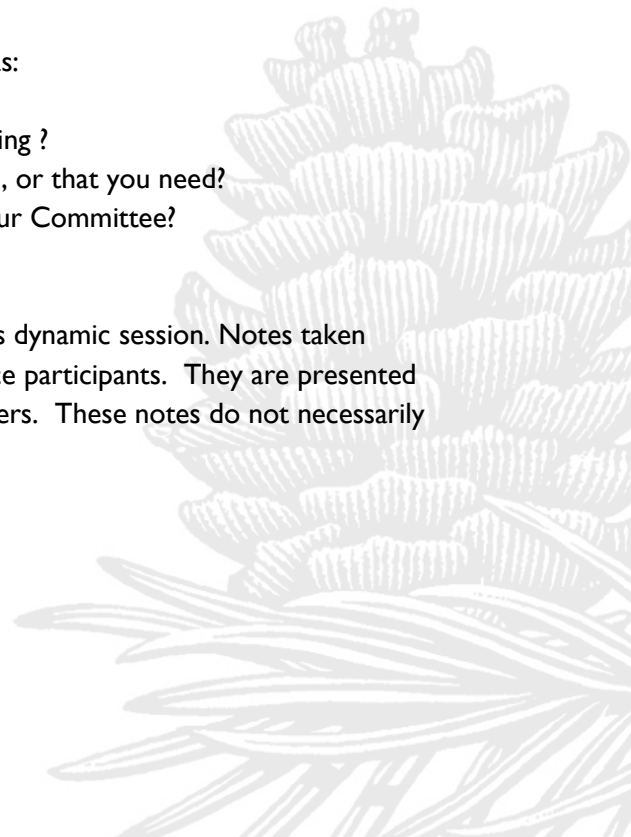 s:
ing ?
, or that you need?
ur Committee?
s dynamic session. Notes taken
ce participants.  They are presented
ers.  These notes do not necessarily